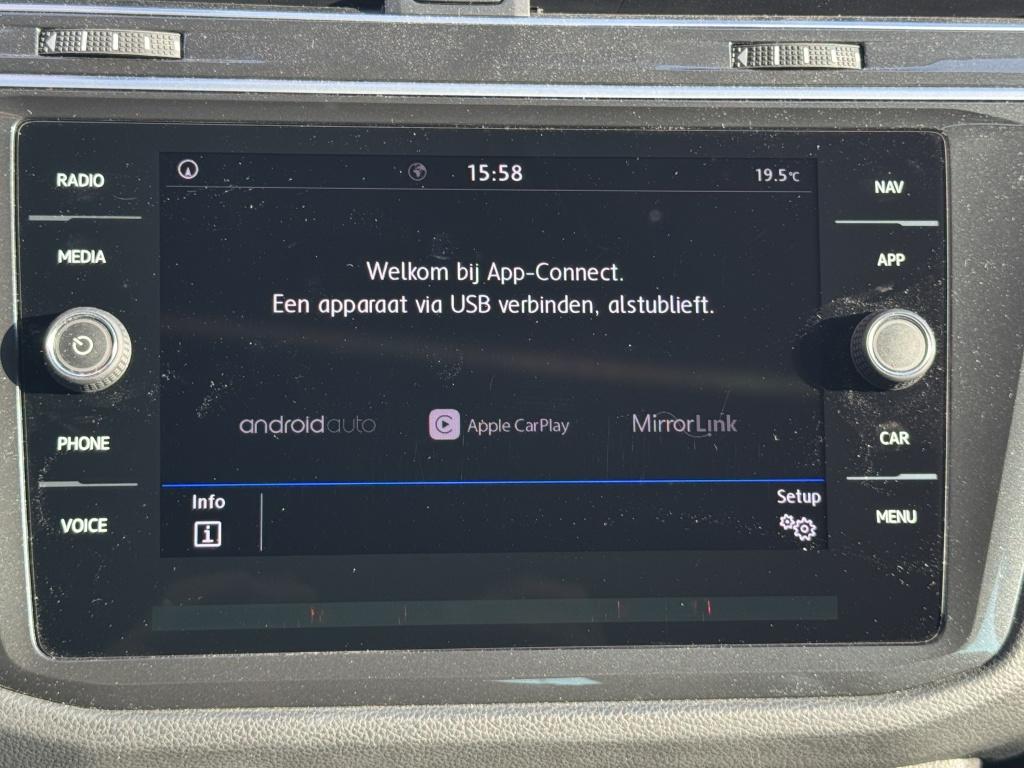 RADIO
MEDIA
PHONE
VOICE
15:58
19.5°C
Welkom bij App-Connect.
Een apparaat via USB verbinden, alstublieft.
androidauto
Apple CarPlay
MirrorLink
Info
i
Setup
NAV
APP
CAR
MENU